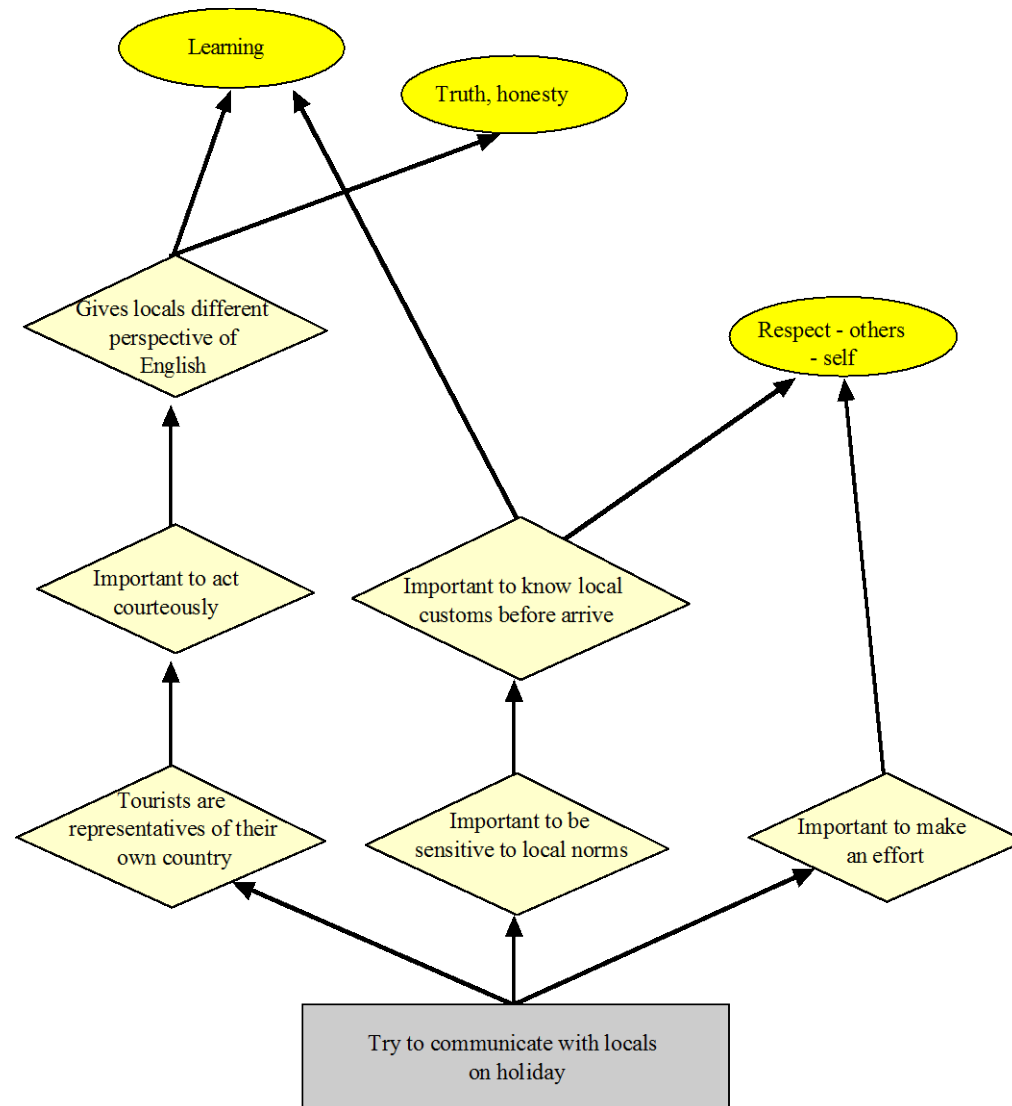 Learning
Truth, honesty
Gives locals different
perspective of
English
Respect - others
- self
Important to act
courteously
Important to know local
customs before arrive
Tourists are
representatives of their
own country
Important to be
sensitive to local norms
Important to make
an effort
Try to communicate with locals
on holiday